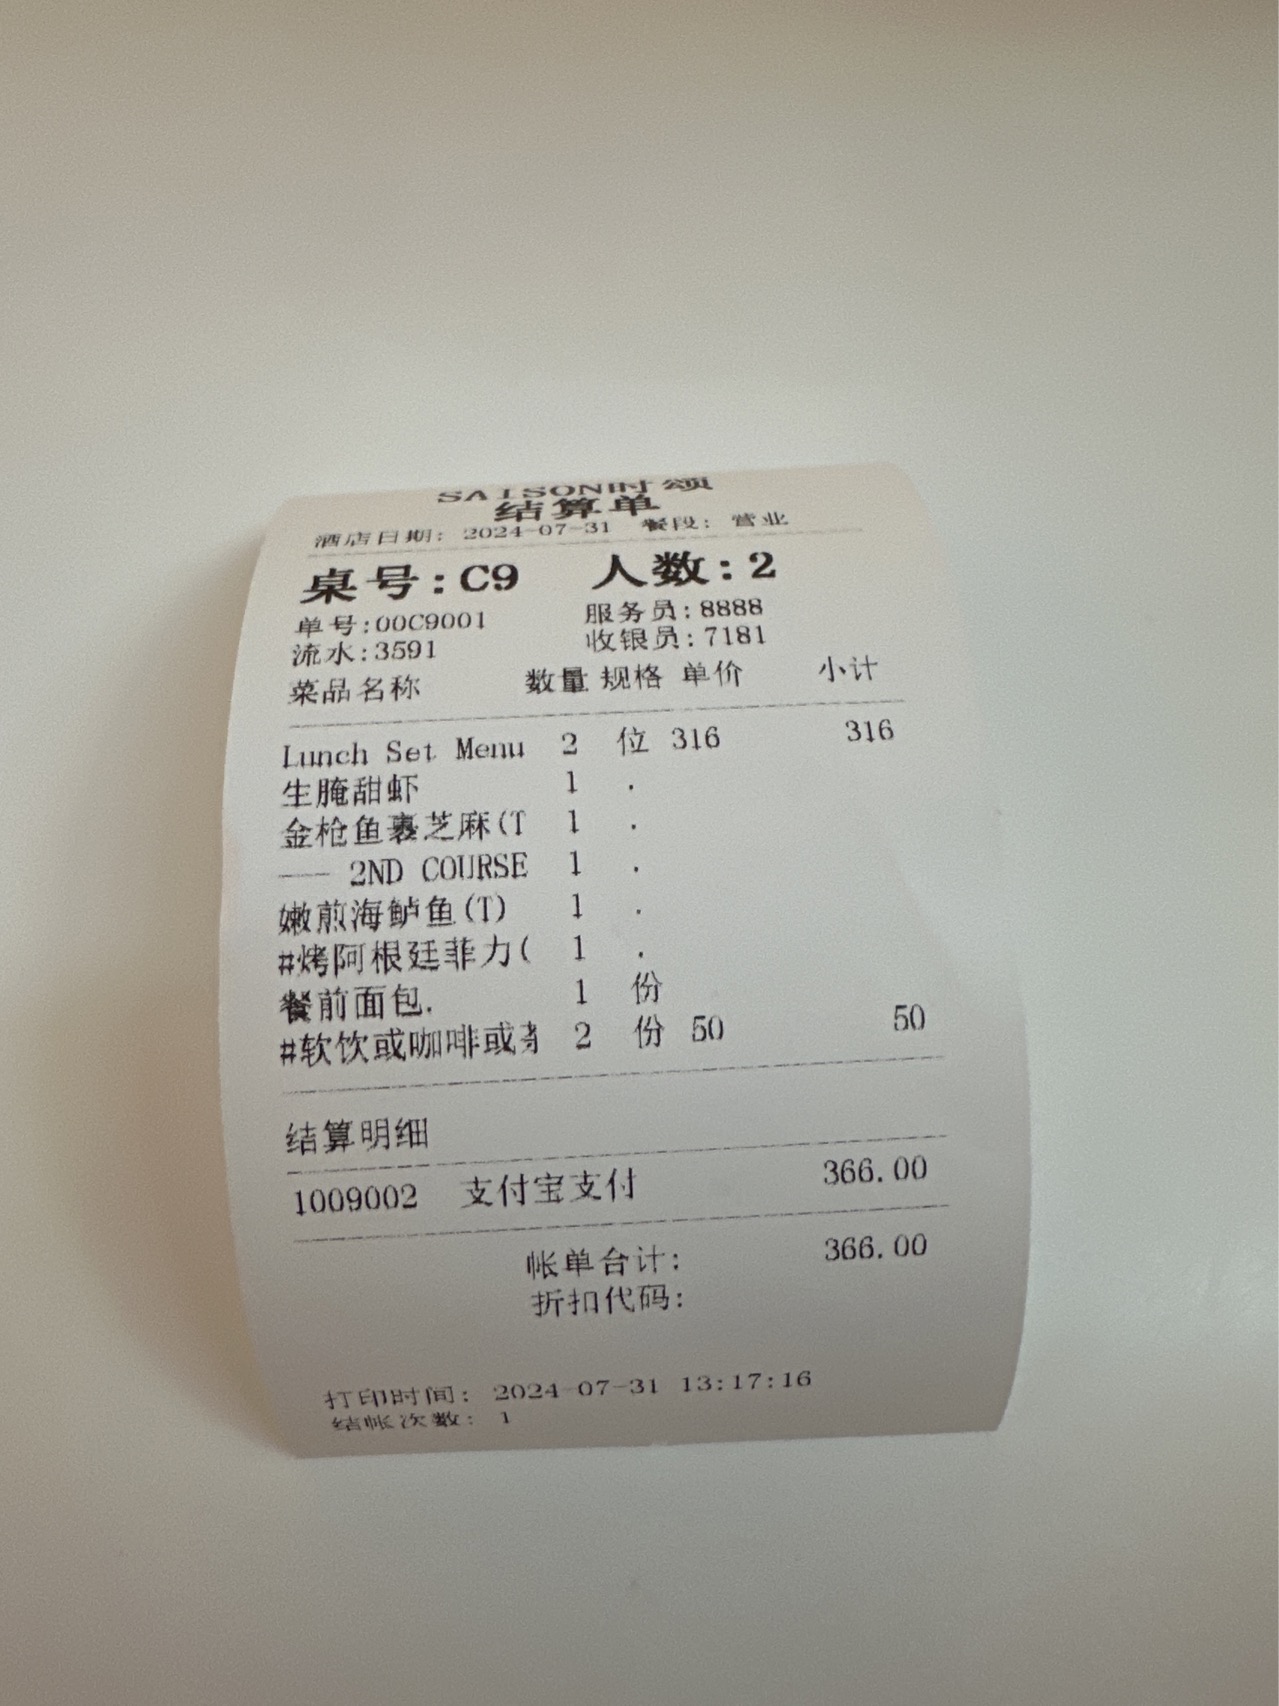 SAISON时颂
结算单
酒店日期: 2024-07-31 餐段: 营业
桌号:C9 人数:2
单号:00C9001 服务员:8888
流水:3591 收银员:7181
菜品名称 数量 规格 单价 小计
Lunch Set Menu 2 位 316 316
生腌甜虾 1 .
金枪鱼裹芝麻(T 1 .
—— 2ND COURSE 1 .
嫩煎海鲈鱼(T) 1 .
#烤阿根廷菲力( 1 .
餐前面包. 1 份
#软饮或咖啡或 2 份 50 50
结算明细
1009002 支付宝支付 366.00
帐单合计: 366.00
折扣代码:
打印时间: 2024-07-31 13:17:16
结帐次数: 1